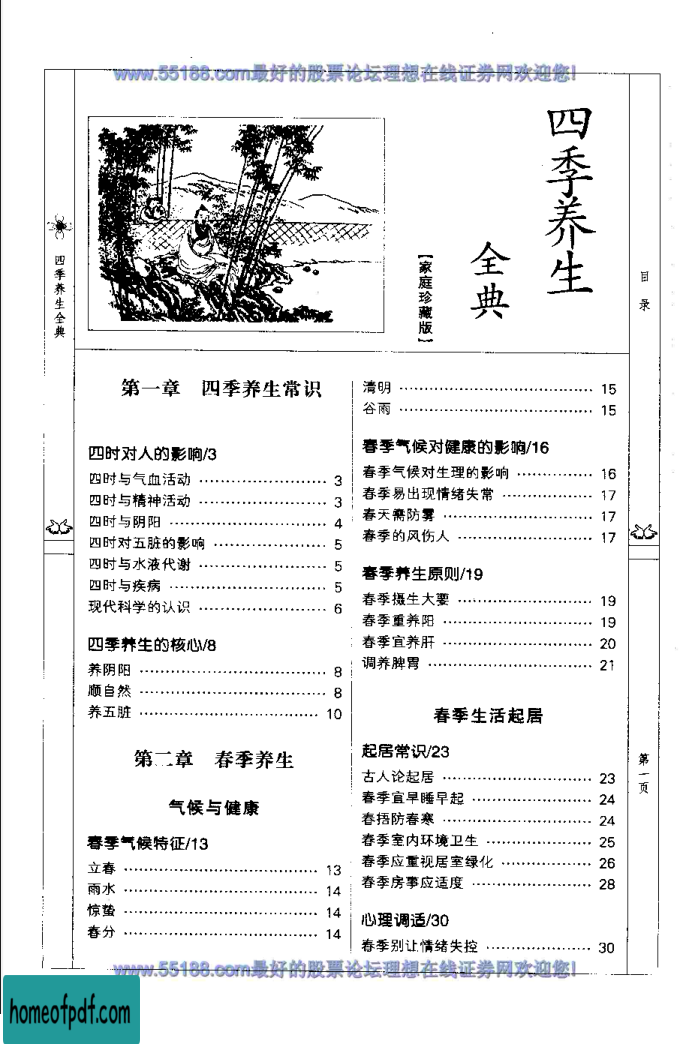 www.55188.com最好的股票论坛理想在线证券网欢迎您!
四季养生
全典
【家庭珍藏版】
四季养生全典
目录
第一章 四季养生常识
四时对人的影响/3
四时与气血活动 3
四时与精神活动 3
四时与阴阳 4
四时对五脏的影响 5
四时与水液代谢 5
四时与疾病 5
现代科学的认识 6
四季养生的核心/8
养阴阳 8
顺自然 8
养五脏 10
第二章 春季养生
气候与健康
春季气候特征/13
立春 13
雨水 14
惊蛰 14
春分 14
清明 15
谷雨 15
春季气候对健康的影响/16
春季气候对生理的影响 16
春季易出现情绪失常 17
春天需防雾 17
春季的风伤人 17
春季养生原则/19
春季摄生大要 19
春季重养阳 19
春季宜养肝 20
调养脾胃 21
春季生活起居
起居常识/23
古人论起居 23
春季宜早睡早起 24
春捂防春寒 24
春季室内环境卫生 25
春季应重视居室绿化 26
春季房事应适度 28
心理调适/30
春季别让情绪失控 30
第一页
www.55188.com最好的股票论坛理想在线证券网欢迎您!
homeofpdf.com